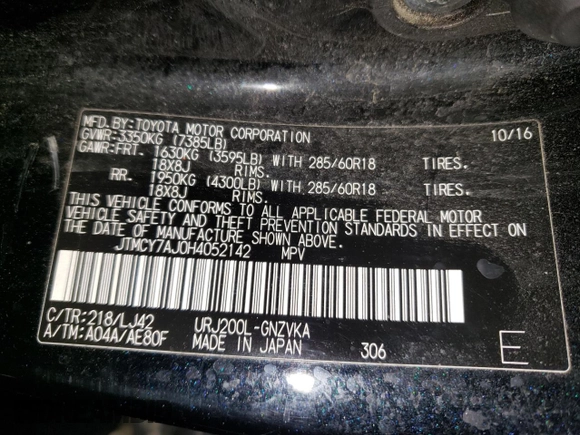 MFD.BY:TOYOTA MOTOR CORPORATION 10/16
GVWR:3350KG (7385LB)
GAWR:FRT. 1630KG (3595LB) WITH 285/60R18 TIRES.
18X8J RIMS.
RR. 1950KG (4300LB) WITH 285/60R18 TIRES.
18X8J RIMS.
THIS VEHICLE CONFORMS TO ALL APPLICABLE FEDERAL MOTOR
VEHICLE SAFETY AND THEFT PREVENTION STANDARDS IN EFFECT ON
THE DATE OF MANUFACTURE SHOWN ABOVE.
JTMCY7AJ0H4052142 MPV
C/TR:218/LJ42 URJ200L-GNZVKA
A/TM:A04A/AE80F MADE IN JAPAN 306 E